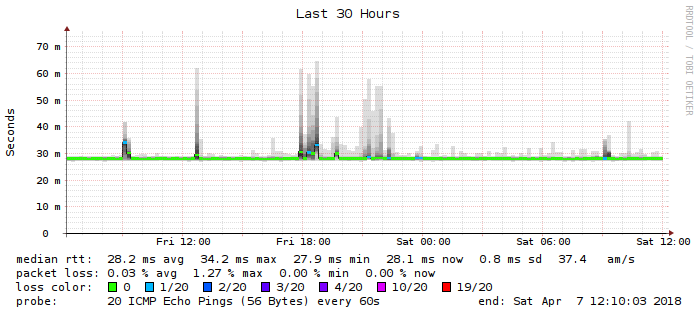 Last 30 Hours
RRDTOOL / TOBI OETIKER
Seconds
70 m
60 m
50 m
40 m
30 m
20 m
10 m
0
Fri 12:00 Fri 18:00 Sat 00:00 Sat 06:00 Sat 12:00
median rtt: 28.2 ms avg 34.2 ms max 27.9 ms min 28.1 ms now 0.8 ms sd 37.4 am/s
packet loss: 0.03 % avg 1.27 % max 0.00 % min 0.00 % now
loss color: 0 1/20 2/20 3/20 4/20 10/20 19/20
probe: 20 ICMP Echo Pings (56 Bytes) every 60s end: Sat Apr 7 12:10:03 2018